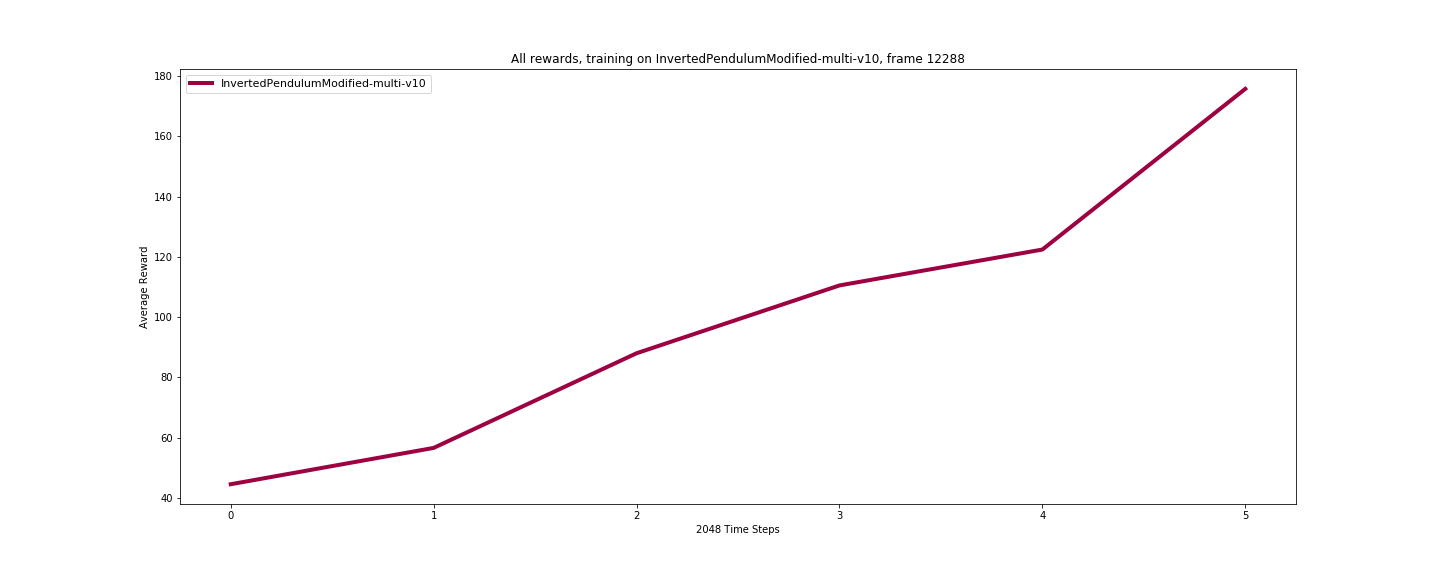 All rewards, training on InvertedPendulumModified-multi-v10, frame 12288
InvertedPendulumModified-multi-v10
Average Reward
180
160
140
120
100
80
60
40
0 1 2 3 4 5
2048 Time Steps